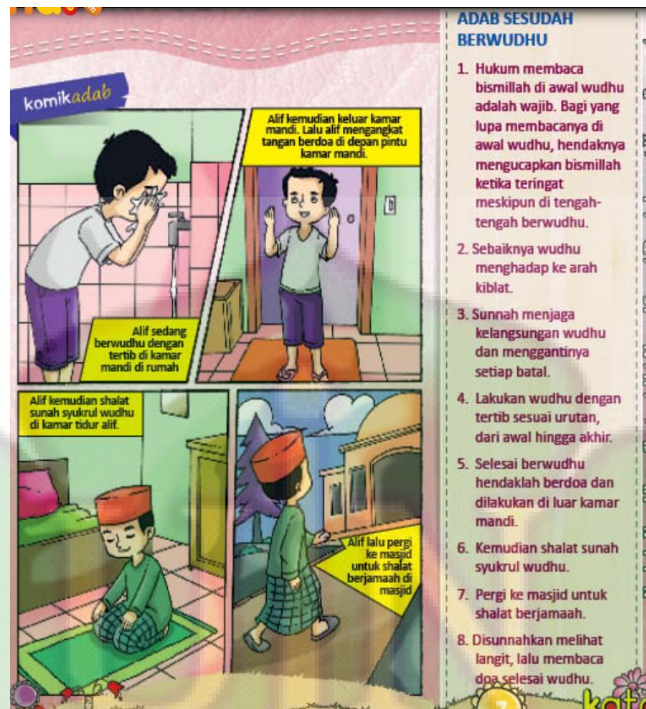 komikadab
Alif sedang
berwudhu dengan
tertib di kamar
mandi di rumah
Alif kemudian keluar kamar
mandi. Lalu alif mengangkat
tangan berdoa di depan pintu
kamar mandi.
Alif kemudian shalat
sunah syukrul wudhu
di kamar tidur alif.
Alif lalu pergi
ke masjid
untuk shalat
berjamaah di
masjid
ADAB SESUDAH
BERWUDHU
1. Hukum membaca
bismillah di awal wudhu
adalah wajib. Bagi yang
lupa membacanya di
awal wudhu, hendaknya
mengucapkan bismillah
ketika teringat
meskipun di tengah-
tengah berwudhu.
2. Sebaiknya wudhu
menghadap ke arah
kiblat.
3. Sunnah menjaga
kelangsungan wudhu
dan menggantinya
setiap batal.
4. Lakukan wudhu dengan
tertib sesuai urutan,
dari awal hingga akhir.
5. Selesai berwudhu
hendaklah berdoa dan
dilakukan di luar kamar
mandi.
6. Kemudian shalat sunah
syukrul wudhu.
7. Pergi ke masjid untuk
shalat berjamaah.
8. Disunnahkan melihat
langit, lalu membaca
doa selesai wudhu.
7